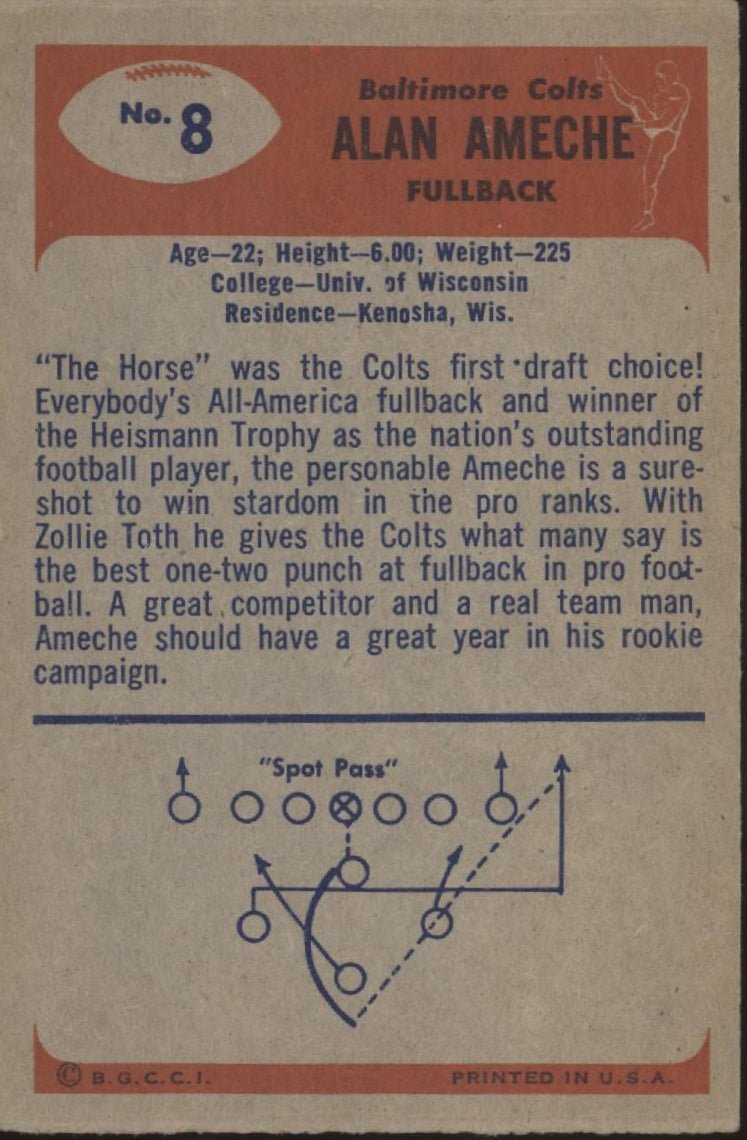 No. 8
Baltimore Colts
ALAN AMECHE
FULLBACK
Age—22; Height—6.00; Weight—225
College—Univ. of Wisconsin
Residence—Kenosha, Wis.
"The Horse" was the Colts first draft choice!
Everybody's All-America fullback and winner of
the Heismann Trophy as the nation's outstanding
football player, the personable Ameche is a sure-
shot to win stardom in the pro ranks. With
Zollie Toth he gives the Colts what many say is
the best one-two punch at fullback in pro foot-
ball. A great competitor and a real team man,
Ameche should have a great year in his rookie
campaign.
"Spot Pass"
© B.G.C.C.I.
PRINTED IN U.S.A.